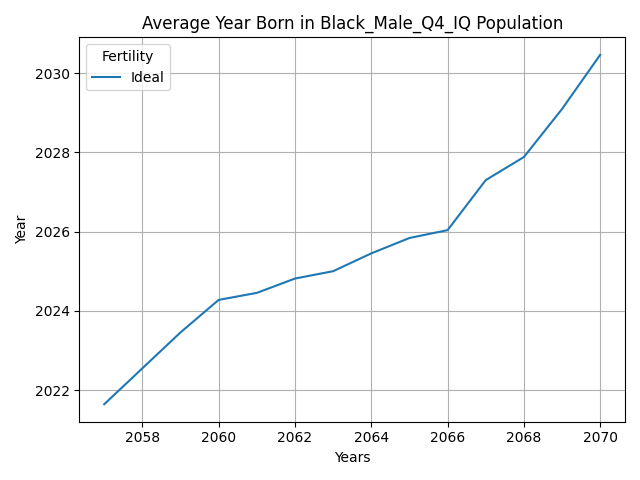 Average Year Born in Black_Male_Q4_IQ Population
Fertility
Ideal
2030
2028
2026
2024
2022
Year
2058 2060 2062 2064 2066 2068 2070
Years